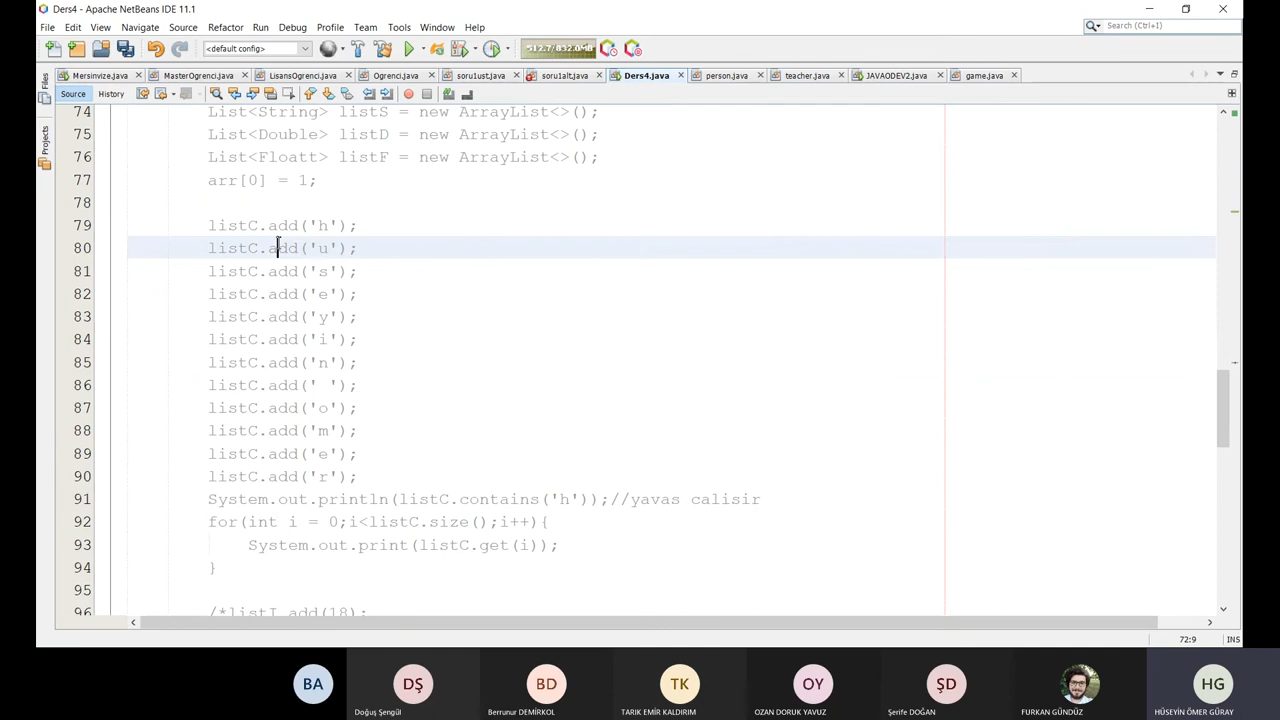 Ders4 - Apache NetBeans IDE 11.1
File Edit View Navigate Source Refactor Run Debug Profile Team Tools Window Help
Search (Ctrl+I)
<default config>
512.7/832.0MB
Mersinvize.java MasterOgrenci.java LisansOgrenci.java Ogrenci.java soru1ust.java soru1alt.java Ders4.java person.java teacher.java JAVAODEV2.java game.java
Source History
Files
Projects
74 List<String> listS = new ArrayList<>();
75 List<Double> listD = new ArrayList<>();
76 List<Floatt> listF = new ArrayList<>();
77 arr[0] = 1;
78
79 listC.add('h');
80 listC.add('u');
81 listC.add('s');
82 listC.add('e');
83 listC.add('y');
84 listC.add('i');
85 listC.add('n');
86 listC.add(' ');
87 listC.add('o');
88 listC.add('m');
89 listC.add('e');
90 listC.add('r');
91 System.out.println(listC.contains('h'));//yavas calisir
92 for(int i = 0;i<listC.size();i++){
93 System.out.print(listC.get(i));
94 }
95
96 /*listI.add(18);
72:9 INS
BA DŞ BD TK OY ŞD HG
Doğuş Şengül Berrunur DEMİRKOL TARIK EMİR KALDIRIM OZAN DORUK YAVUZ Şerife DOĞAN FURKAN GÜNDÜZ HÜSEYİN ÖMER GÜRAY